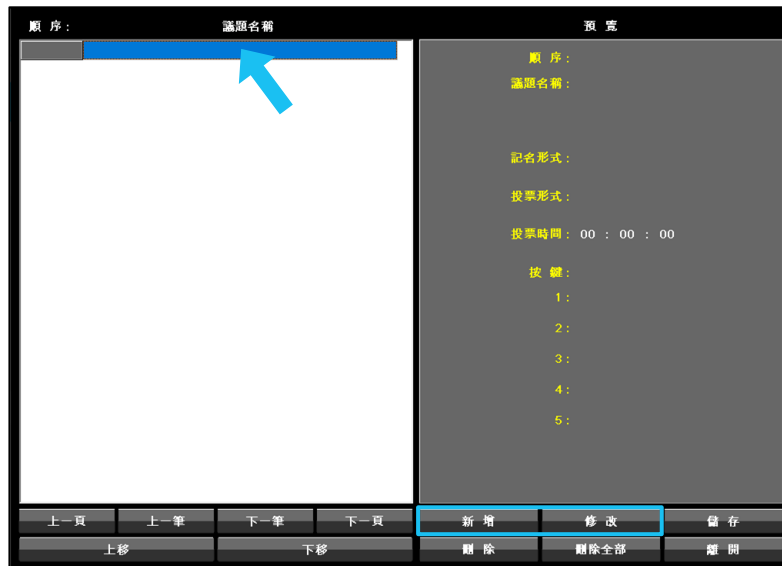 順 序 : 議題名稱
預 覽
順 序 :
議題名稱 :
記名形式 :
投票形式 :
投票時間 : 00 : 00 : 00
按 鍵 :
1 :
2 :
3 :
4 :
5 :
上一頁 上一筆 下一筆 下一頁 新 增 修 改 儲 存
上移 下移 刪 除 刪除全部 離 開